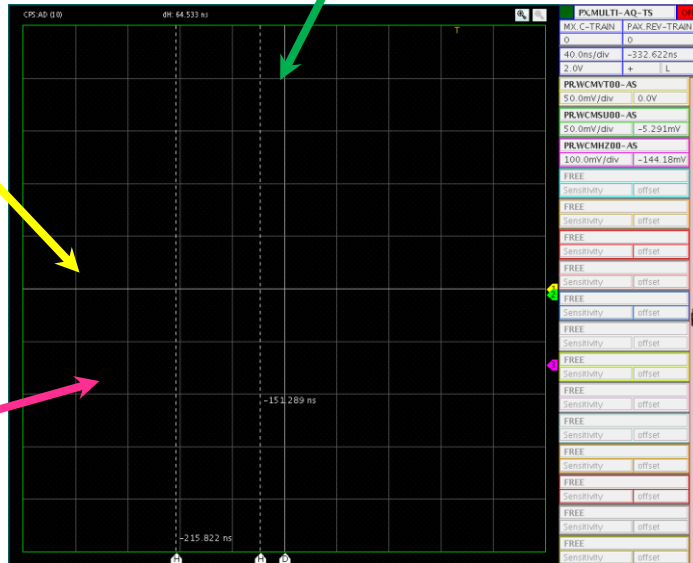 CPS:AD (10)
dH: 64.533 ns
T
-151.289 ns
-215.822 ns
H
H
D
1
2
3
PX.MULTI-AQ-TS
MX.C-TRAIN PAX.REV-TRAIN
0 0
40.0ns/div -332.622ns
2.0V + L
PR.WCMVT00-AS
50.0mV/div 0.0V
PR.WCMSU00-AS
50.0mV/div -5.291mV
PR.WCMHZ00-AS
100.0mV/div -144.18mV
FREE
Sensitivity offset
FREE
Sensitivity offset
FREE
Sensitivity offset
FREE
Sensitivity offset
FREE
Sensitivity offset
FREE
Sensitivity offset
FREE
Sensitivity offset
FREE
Sensitivity offset
FREE
Sensitivity offset
FREE
Sensitivity offset
FREE
Sensitivity offset
FREE
Sensitivity offset
FREE
Sensitivity offset